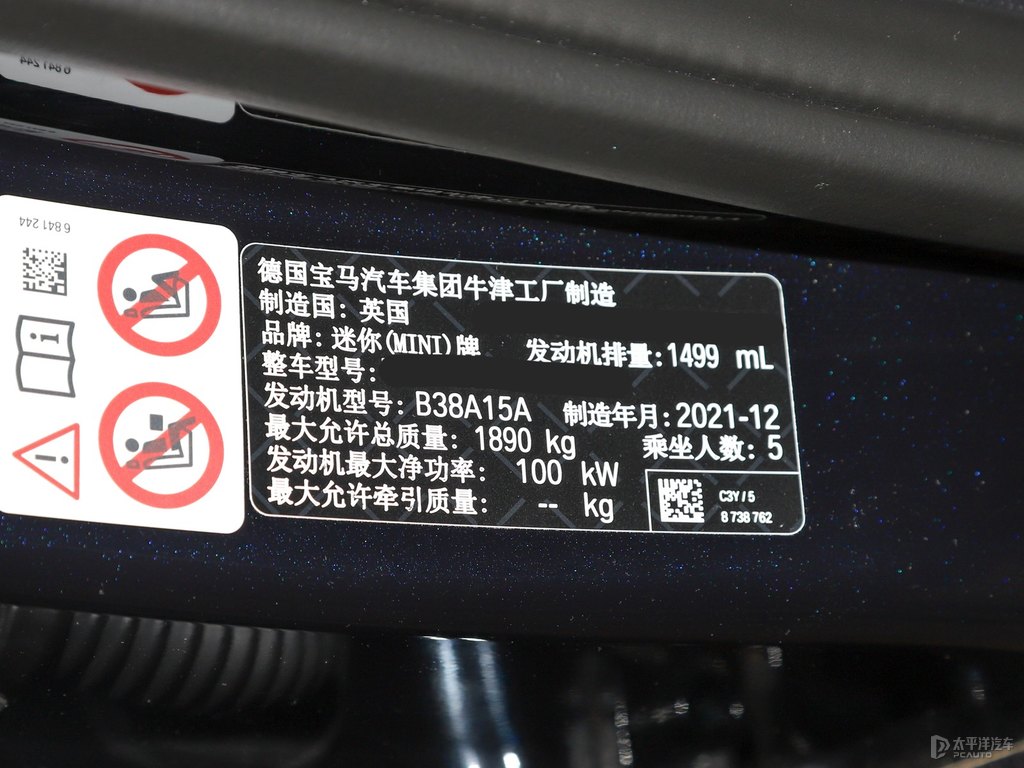 6 841 244
6 841 244
德国宝马汽车集团牛津工厂制造
制造国：英国
品牌：迷你(MINI)牌 发动机排量：1499 mL
整车型号：
发动机型号：B38A15A 制造年月：2021-12
最大允许总质量：1890 kg 乘坐人数：5
发动机最大净功率：100 kW
最大允许牵引质量：-- kg
C3Y / 5
8 738 762
太平洋汽车
PCAUTO